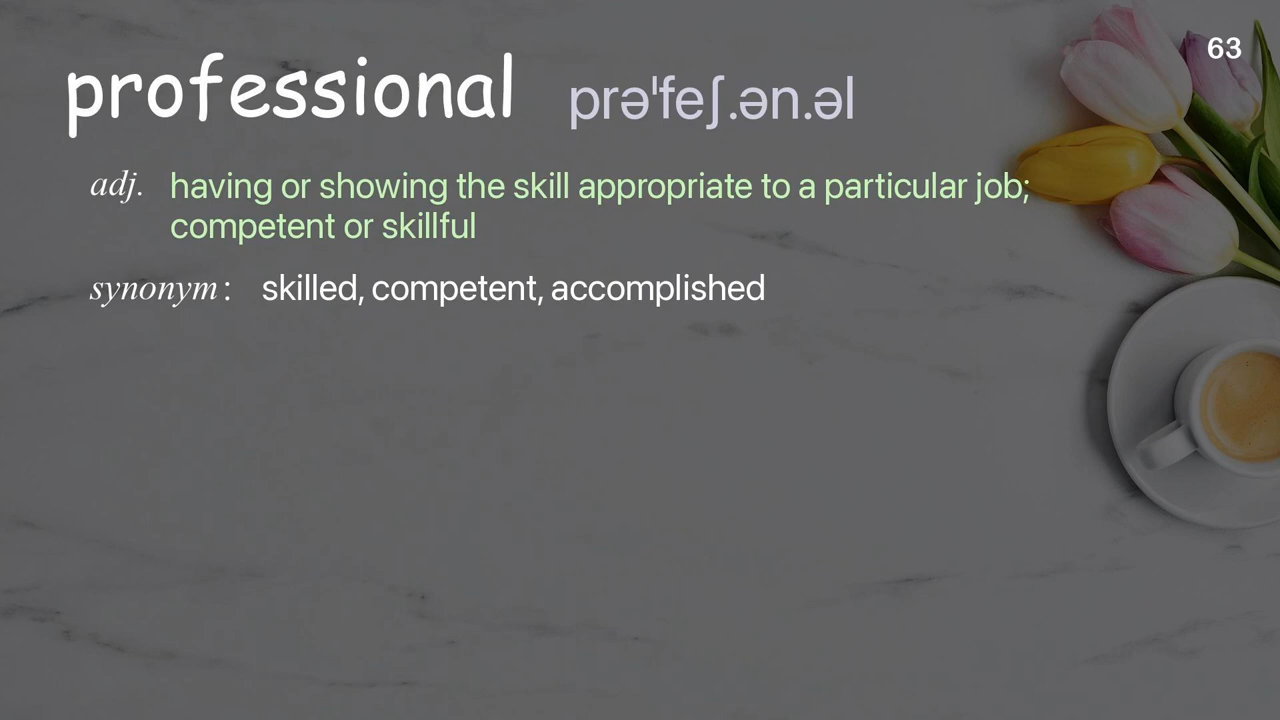 63
professional prəˈfeʃ.ən.əl
adj. having or showing the skill appropriate to a particular job;
competent or skillful
synonym: skilled, competent, accomplished